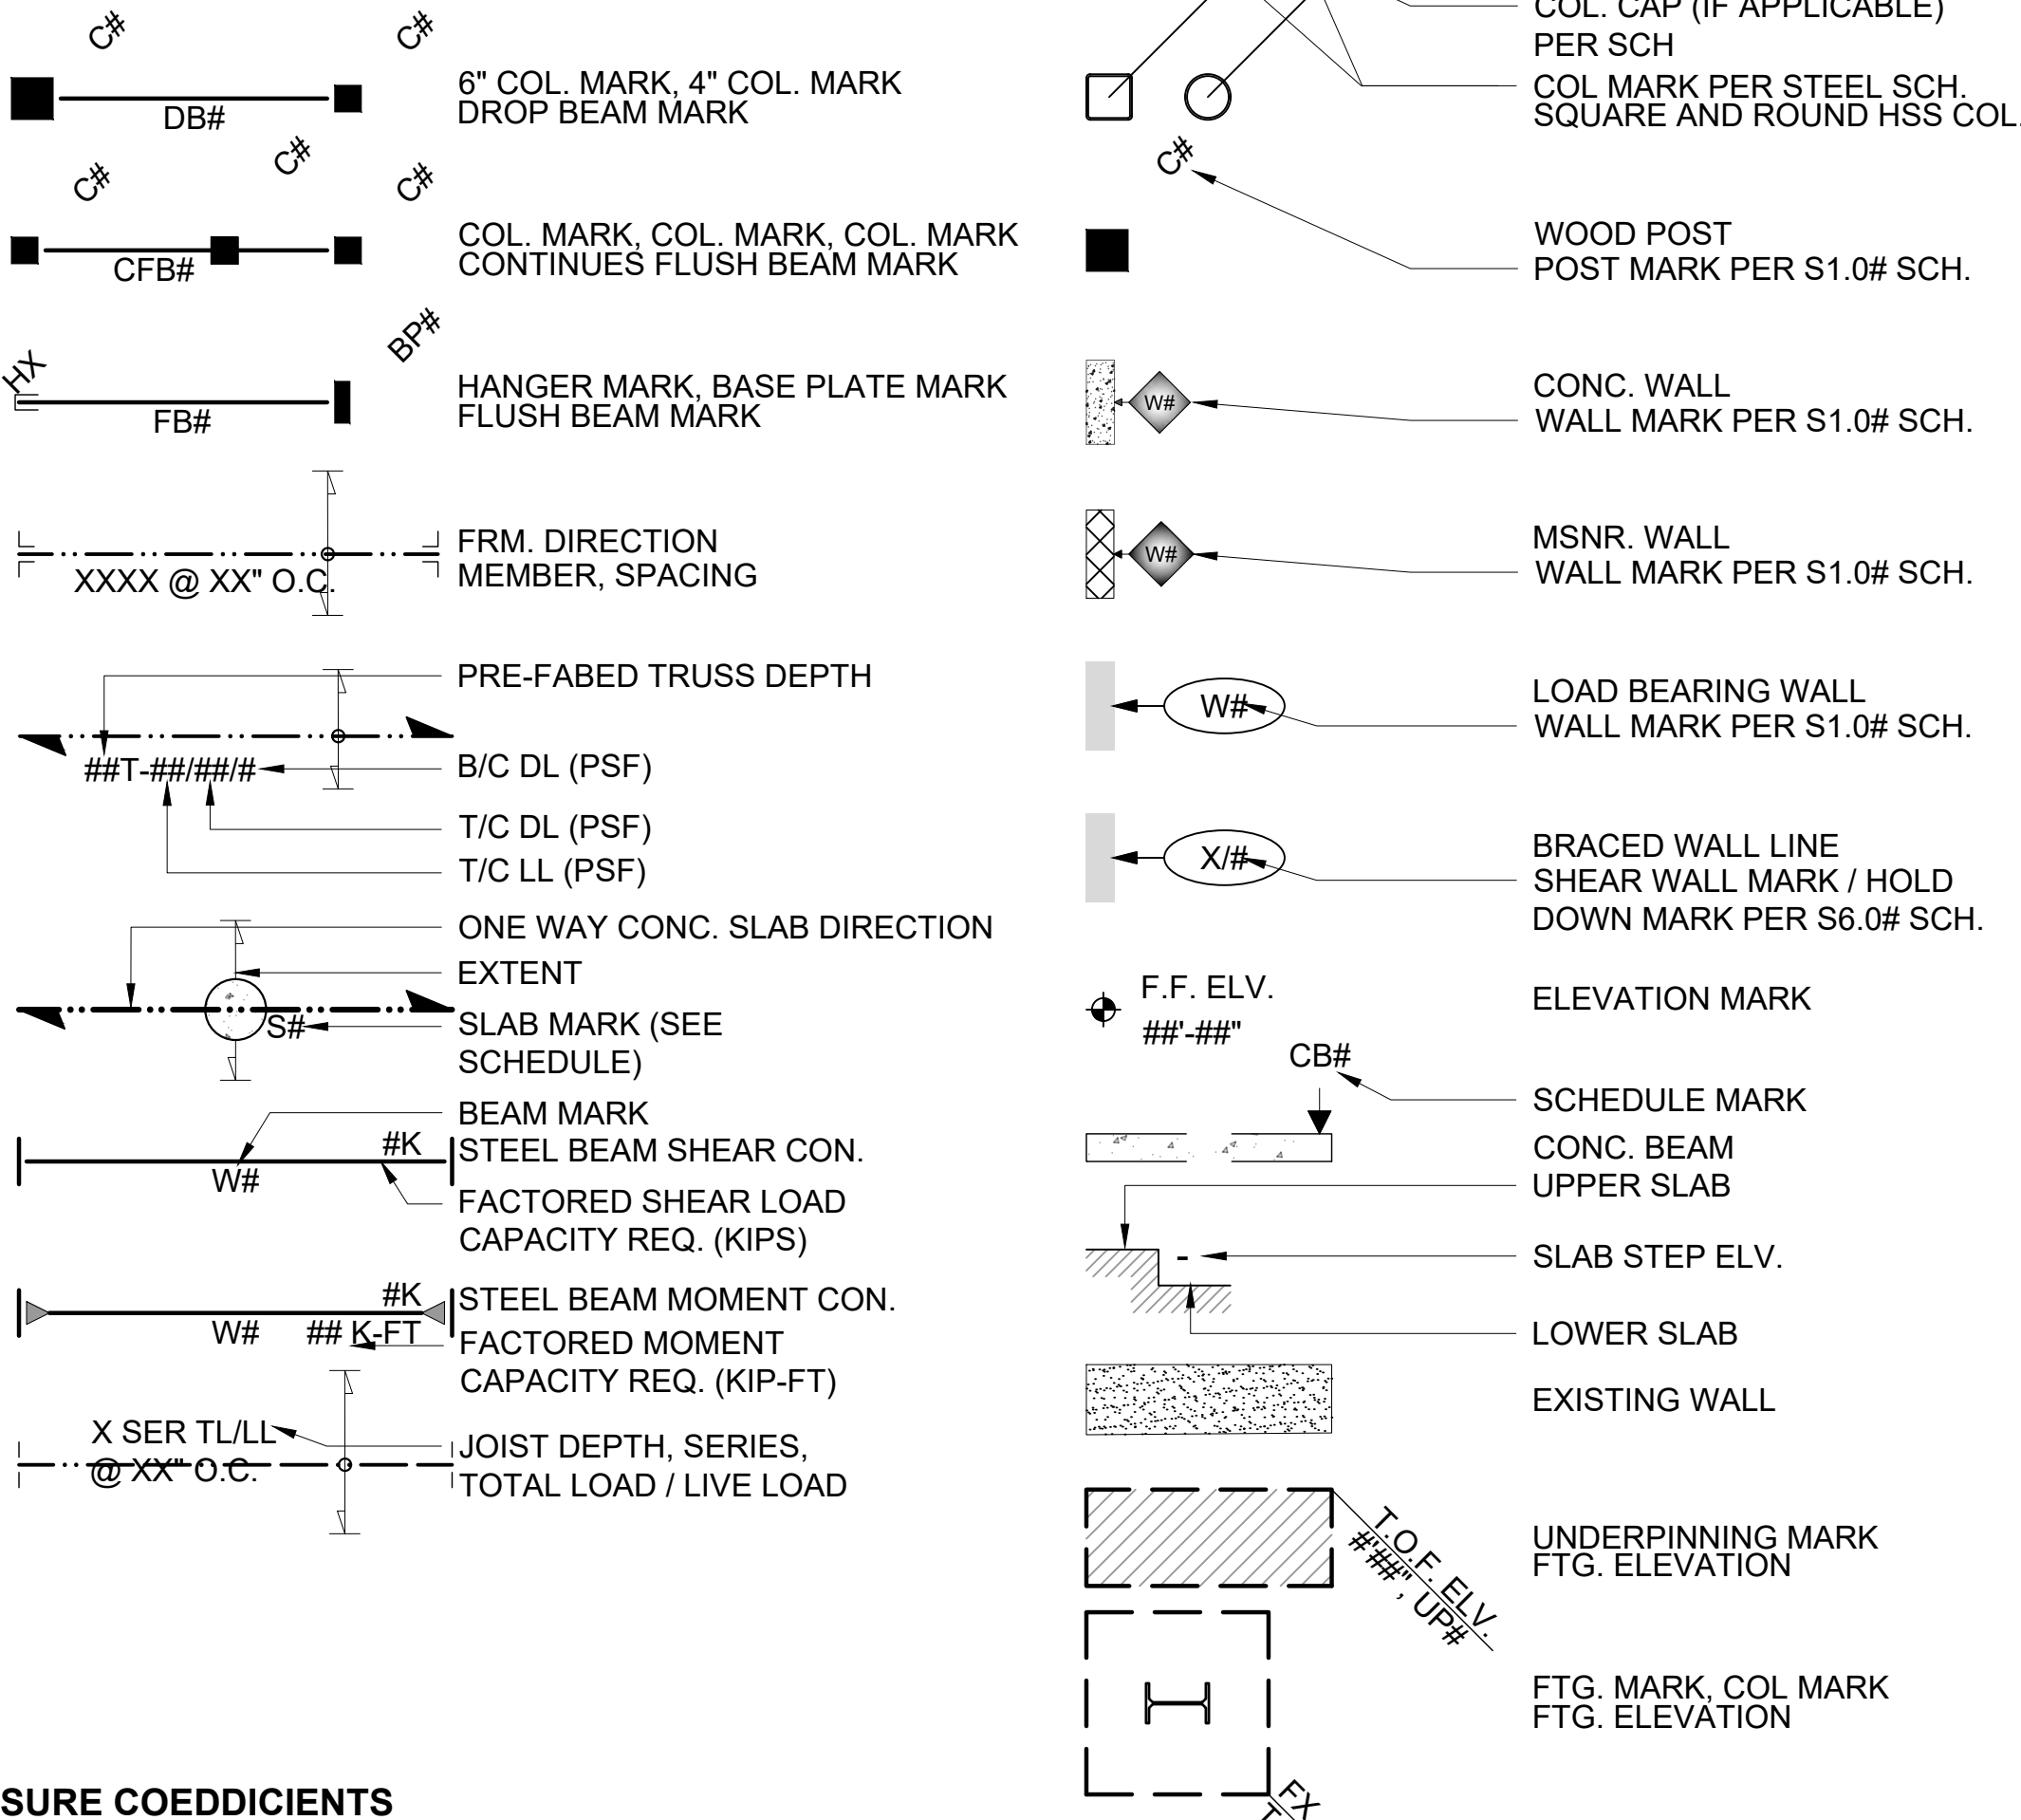 C#
C#
6" COL. MARK, 4" COL. MARK
DROP BEAM MARK
DB#
C#
C#
C#
COL. MARK, COL. MARK, COL. MARK
CONTINUES FLUSH BEAM MARK
CFB#
HX
BP#
HANGER MARK, BASE PLATE MARK
FLUSH BEAM MARK
FB#
FRM. DIRECTION
MEMBER, SPACING
XXXX @ XX" O.C.
PRE-FABED TRUSS DEPTH
##T-##/##/#
B/C DL (PSF)
T/C DL (PSF)
T/C LL (PSF)
ONE WAY CONC. SLAB DIRECTION
EXTENT
S#
SLAB MARK (SEE
SCHEDULE)
BEAM MARK
#K
STEEL BEAM SHEAR CON.
W#
FACTORED SHEAR LOAD
CAPACITY REQ. (KIPS)
#K
STEEL BEAM MOMENT CON.
W#
## K-FT
FACTORED MOMENT
CAPACITY REQ. (KIP-FT)
X SER TL/LL
@ XX" O.C.
JOIST DEPTH, SERIES,
TOTAL LOAD / LIVE LOAD
SURE COEDDICIENTS
COL. CAP (IF APPLICABLE)
PER SCH
COL MARK PER STEEL SCH.
SQUARE AND ROUND HSS COL.
C#
WOOD POST
POST MARK PER S1.0# SCH.
W#
CONC. WALL
WALL MARK PER S1.0# SCH.
W#
MSNR. WALL
WALL MARK PER S1.0# SCH.
W#
LOAD BEARING WALL
WALL MARK PER S1.0# SCH.
X/#
BRACED WALL LINE
SHEAR WALL MARK / HOLD
DOWN MARK PER S6.0# SCH.
F.F. ELV.
##'-##"
ELEVATION MARK
CB#
SCHEDULE MARK
CONC. BEAM
UPPER SLAB
-
SLAB STEP ELV.
LOWER SLAB
EXISTING WALL
T.O.F. ELV.
#'##", UP#
UNDERPINNING MARK
FTG. ELEVATION
FTG. MARK, COL MARK
FTG. ELEVATION
FX